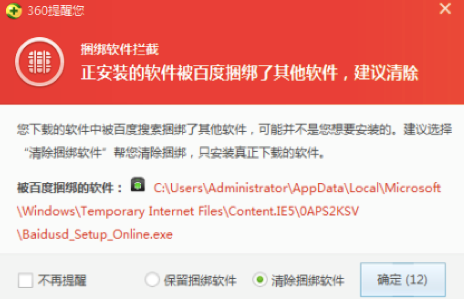 360提醒您
捆绑软件拦截
正安装的软件被百度捆绑了其他软件，建议清除
您下载的软件中被百度搜索捆绑了其他软件，可能并不是您想要安装的。建议选择
“清除捆绑软件”帮您清除捆绑，只安装真正下载的软件。
被百度捆绑的软件： C:\Users\Administrator\AppData\Local\Microsoft
\Windows\Temporary Internet Files\Content.IE5\0APS2KSV
\Baidusd_Setup_Online.exe
不再提醒 保留捆绑软件 清除捆绑软件 确定 (12)